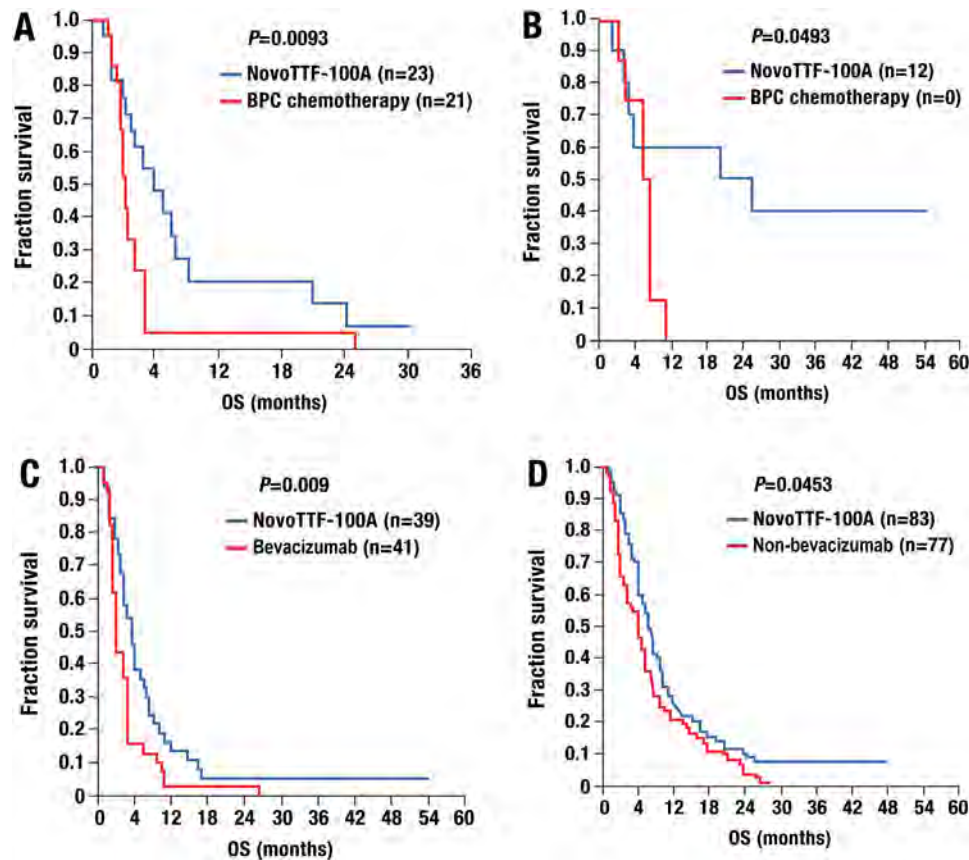 A
P=0.0093
NovoTTF-100A (n=23)
BPC chemotherapy (n=21)
Fraction survival
1.0
0.9
0.8
0.7
0.6
0.5
0.4
0.3
0.2
0.1
0
0 4 12 18 24 30 36
OS (months)
B
P=0.0493
NovoTTF-100A (n=12)
BPC chemotherapy (n=0)
Fraction survival
1.0
0.9
0.8
0.7
0.6
0.5
0.4
0.3
0.2
0.1
0
0 6 12 18 24 30 36 42 48 54 60
OS (months)
C
P=0.009
NovoTTF-100A (n=39)
Bevacizumab (n=41)
Fraction survival
1.0
0.9
0.8
0.7
0.6
0.5
0.4
0.3
0.2
0.1
0
0 6 12 18 24 30 36 42 48 54 60
OS (months)
D
P=0.0453
NovoTTF-100A (n=83)
Non-bevacizumab (n=77)
Fraction survival
1.0
0.9
0.8
0.7
0.6
0.5
0.4
0.3
0.2
0.1
0
0 6 12 18 24 30 36 42 48 54 60
OS (months)